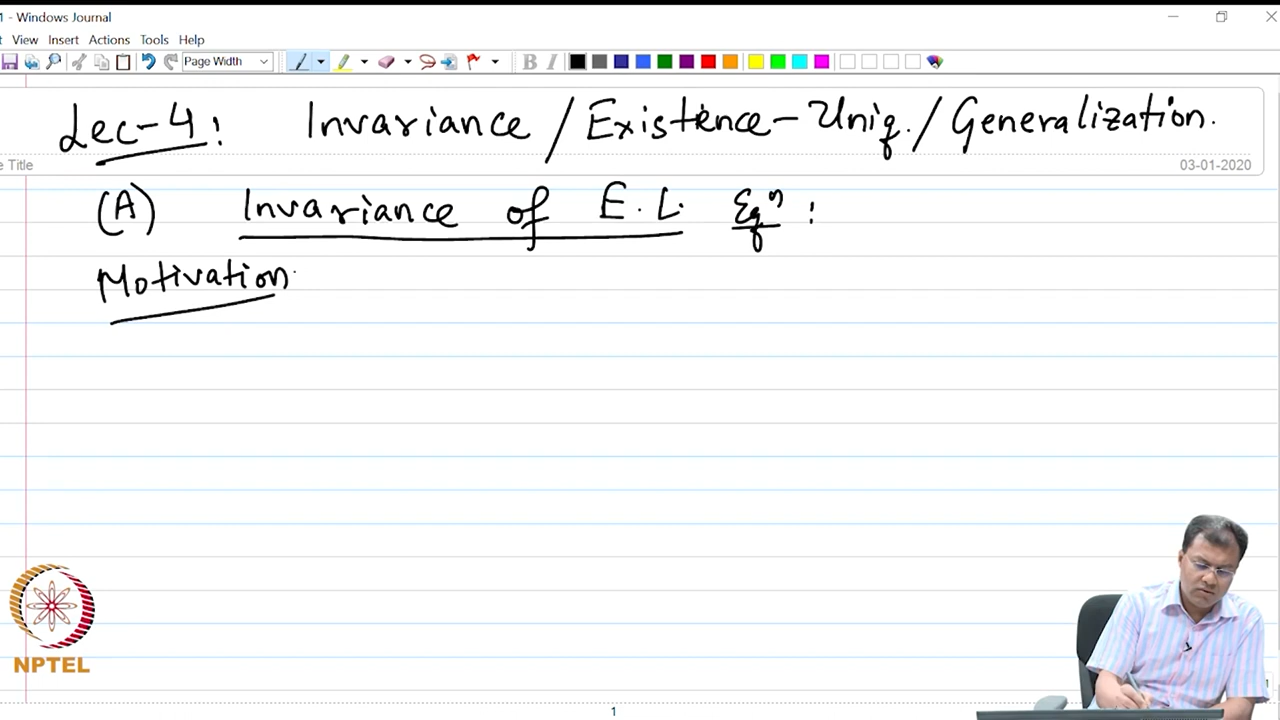 1 - Windows Journal
t View Insert Actions Tools Help
Page Width B I
Lec-4: Invariance / Existence-Uniq. / Generalization.
e Title
03-01-2020
(A) Invariance of E.L. Eqⁿ:
Motivation
NPTEL
1